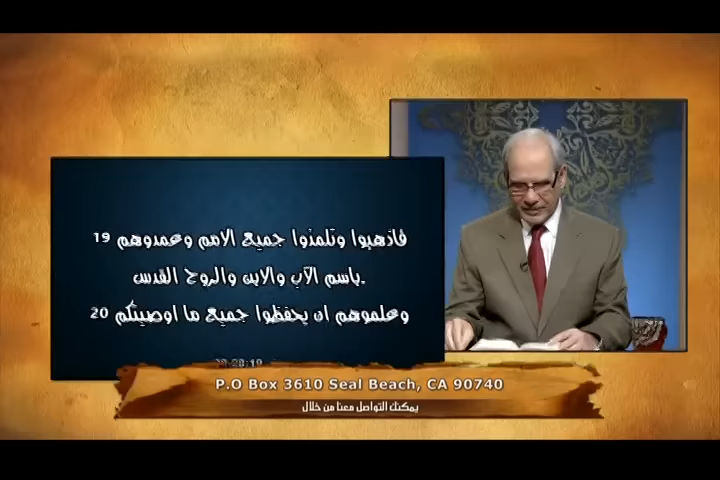 فاذهبوا وتلمذوا جميع الامم وعمدوهم 19
باسم الآب والابن والروح القدس.
وعلموهم ان يحفظوا جميع ما اوصيتكم 20
P.O Box 3610 Seal Beach, CA 90740
يمكنك التواصل معنا من خلال